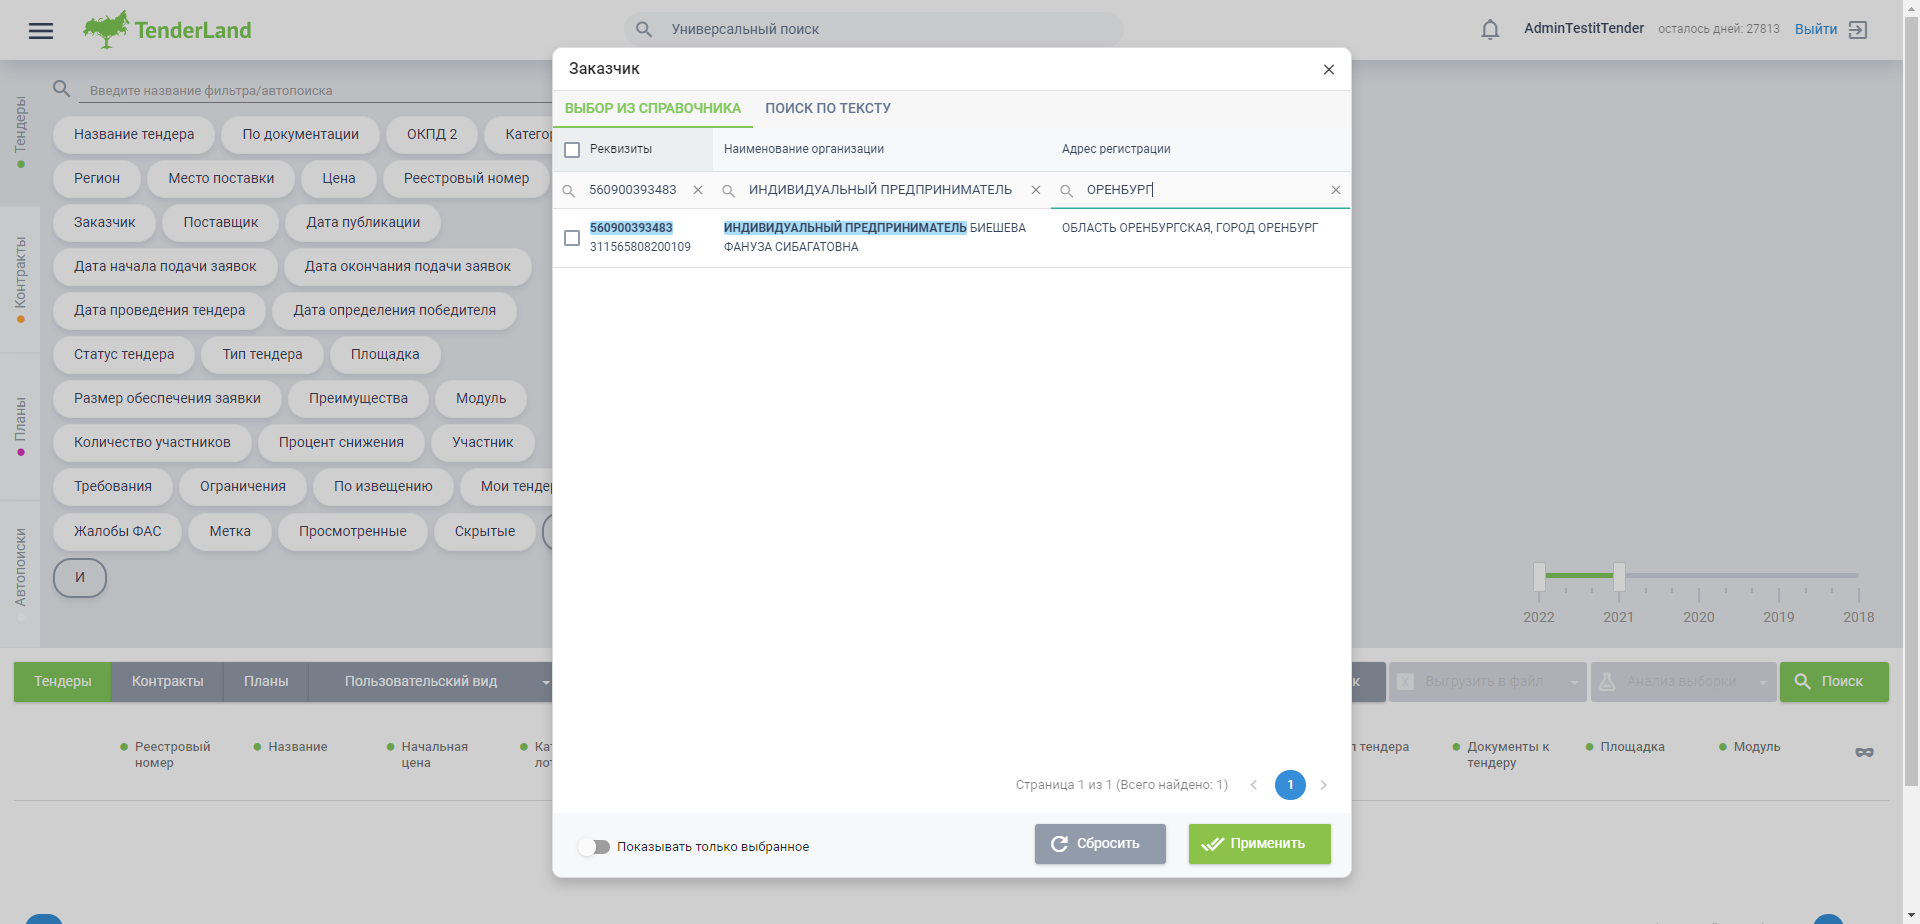 TenderLand
Универсальный поиск
AdminTestitTender
осталось дней: 27813
Выйти
Введите название фильтра/автопоиска
Тендеры
Контракты
Планы
Автопоиски
Название тендера
По документации
ОКПД 2
Категор
Регион
Место поставки
Цена
Реестровый номер
Заказчик
Поставщик
Дата публикации
Дата начала подачи заявок
Дата окончания подачи заявок
Дата проведения тендера
Дата определения победителя
Статус тендера
Тип тендера
Площадка
Размер обеспечения заявки
Преимущества
Модуль
Количество участников
Процент снижения
Участник
Требования
Ограничения
По извещению
Мои тендер
Жалобы ФАС
Метка
Просмотренные
Скрытые
И
Заказчик
ВЫБОР ИЗ СПРАВОЧНИКА
ПОИСК ПО ТЕКСТУ
Реквизиты
Наименование организации
Адрес регистрации
560900393483
ИНДИВИДУАЛЬНЫЙ ПРЕДПРИНИМАТЕЛЬ
ОРЕНБУРГ
560900393483
311565808200109
ИНДИВИДУАЛЬНЫЙ ПРЕДПРИНИМАТЕЛЬ БИЕШЕВА
ФАНУЗА СИБАГАТОВНА
ОБЛАСТЬ ОРЕНБУРГСКАЯ, ГОРОД ОРЕНБУРГ
Страница 1 из 1 (Всего найдено: 1)
1
Показывать только выбранное
Сбросить
Применить
2022
2021
2020
2019
2018
Тендеры
Контракты
Планы
Пользовательский вид
к
Выгрузить в файл
Анализ выборки
Поиск
Реестровый
номер
Название
Начальная
цена
Кат
лот
п тендера
Документы к
тендеру
Площадка
Модуль